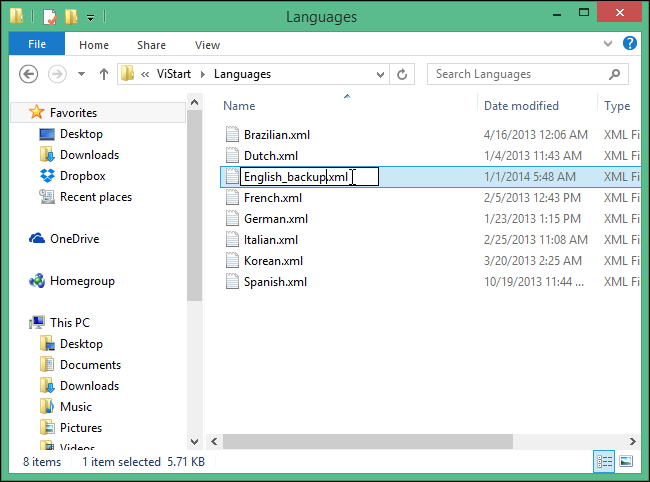 Languages
File Home Share View
ViStart Languages Search Languages
Favorites
Desktop
Downloads
Dropbox
Recent places
OneDrive
Homegroup
This PC
Desktop
Documents
Downloads
Music
Pictures
Videos
Name Date modified Type
Brazilian.xml 4/16/2013 12:06 AM XML Fi
Dutch.xml 1/4/2013 11:43 AM XML Fi
English_backup.xml 1/1/2014 5:48 AM XML Fi
French.xml 2/5/2013 12:43 PM XML Fi
German.xml 1/23/2013 1:15 PM XML Fi
Italian.xml 2/25/2013 11:08 AM XML Fi
Korean.xml 3/20/2013 2:25 AM XML Fi
Spanish.xml 10/19/2013 11:44 ... XML Fi
8 items 1 item selected 5.71 KB